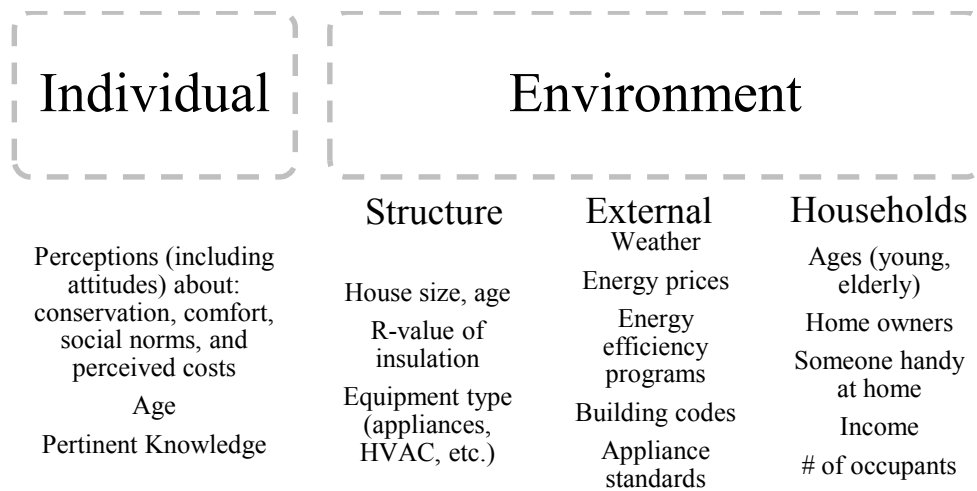 Individual
Environment
Perceptions (including
attitudes) about:
conservation, comfort,
social norms, and
perceived costs
Age
Pertinent Knowledge
Structure
House size, age
R-value of
insulation
Equipment type
(appliances,
HVAC, etc.)
External
Weather
Energy prices
Energy
efficiency
programs
Building codes
Appliance
standards
Households
Ages (young,
elderly)
Home owners
Someone handy
at home
Income
# of occupants